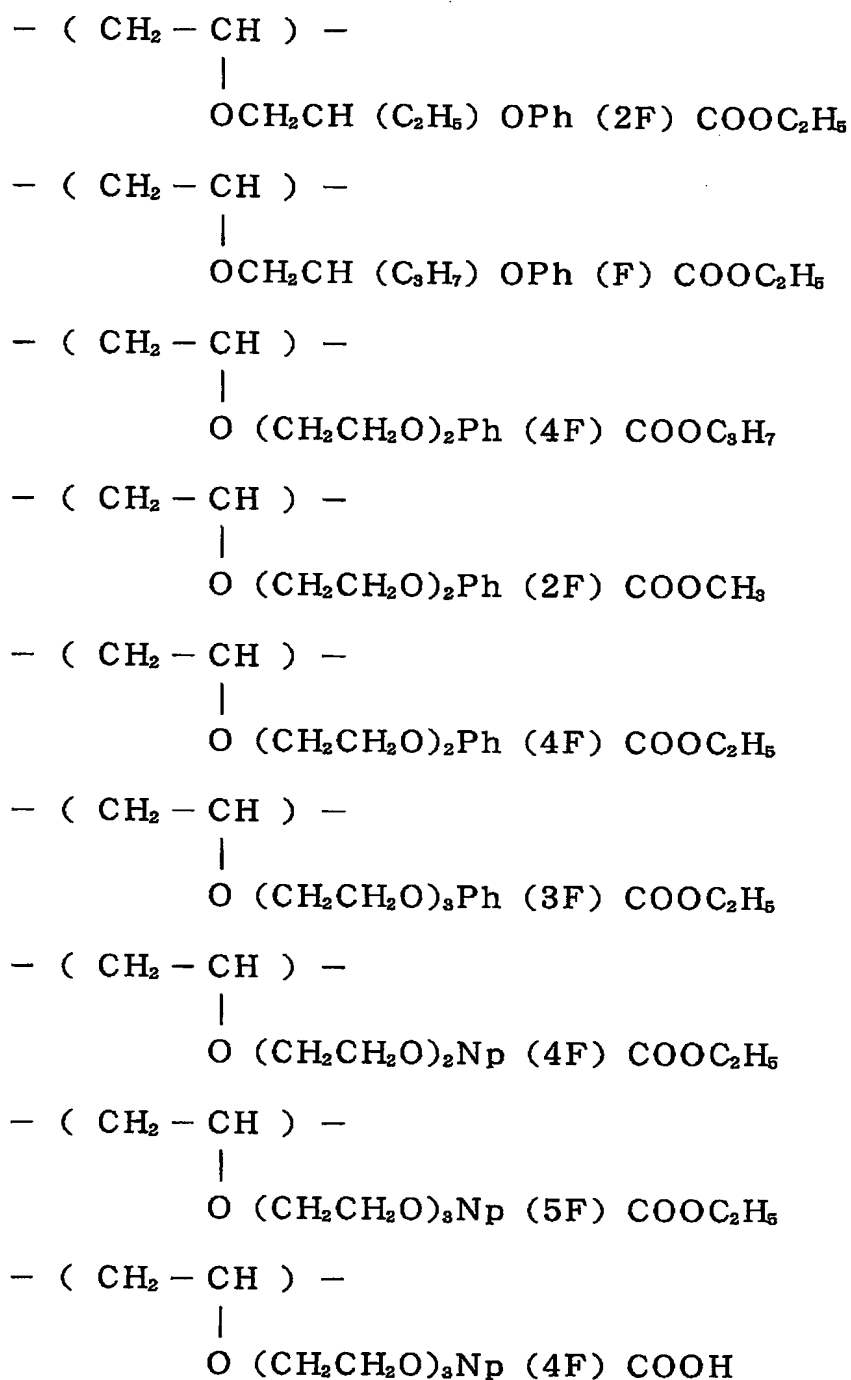 − ( CH₂ − CH ) −
|
OCH₂CH (C₂H₅) OPh (2F) COOC₂H₅
− ( CH₂ − CH ) −
|
OCH₂CH (C₃H₇) OPh (F) COOC₂H₅
− ( CH₂ − CH ) −
|
O (CH₂CH₂O)₂Ph (4F) COOC₃H₇
− ( CH₂ − CH ) −
|
O (CH₂CH₂O)₂Ph (2F) COOCH₃
− ( CH₂ − CH ) −
|
O (CH₂CH₂O)₂Ph (4F) COOC₂H₅
− ( CH₂ − CH ) −
|
O (CH₂CH₂O)₃Ph (3F) COOC₂H₅
− ( CH₂ − CH ) −
|
O (CH₂CH₂O)₂Np (4F) COOC₂H₅
− ( CH₂ − CH ) −
|
O (CH₂CH₂O)₃Np (5F) COOC₂H₅
− ( CH₂ − CH ) −
|
O (CH₂CH₂O)₃Np (4F) COOH